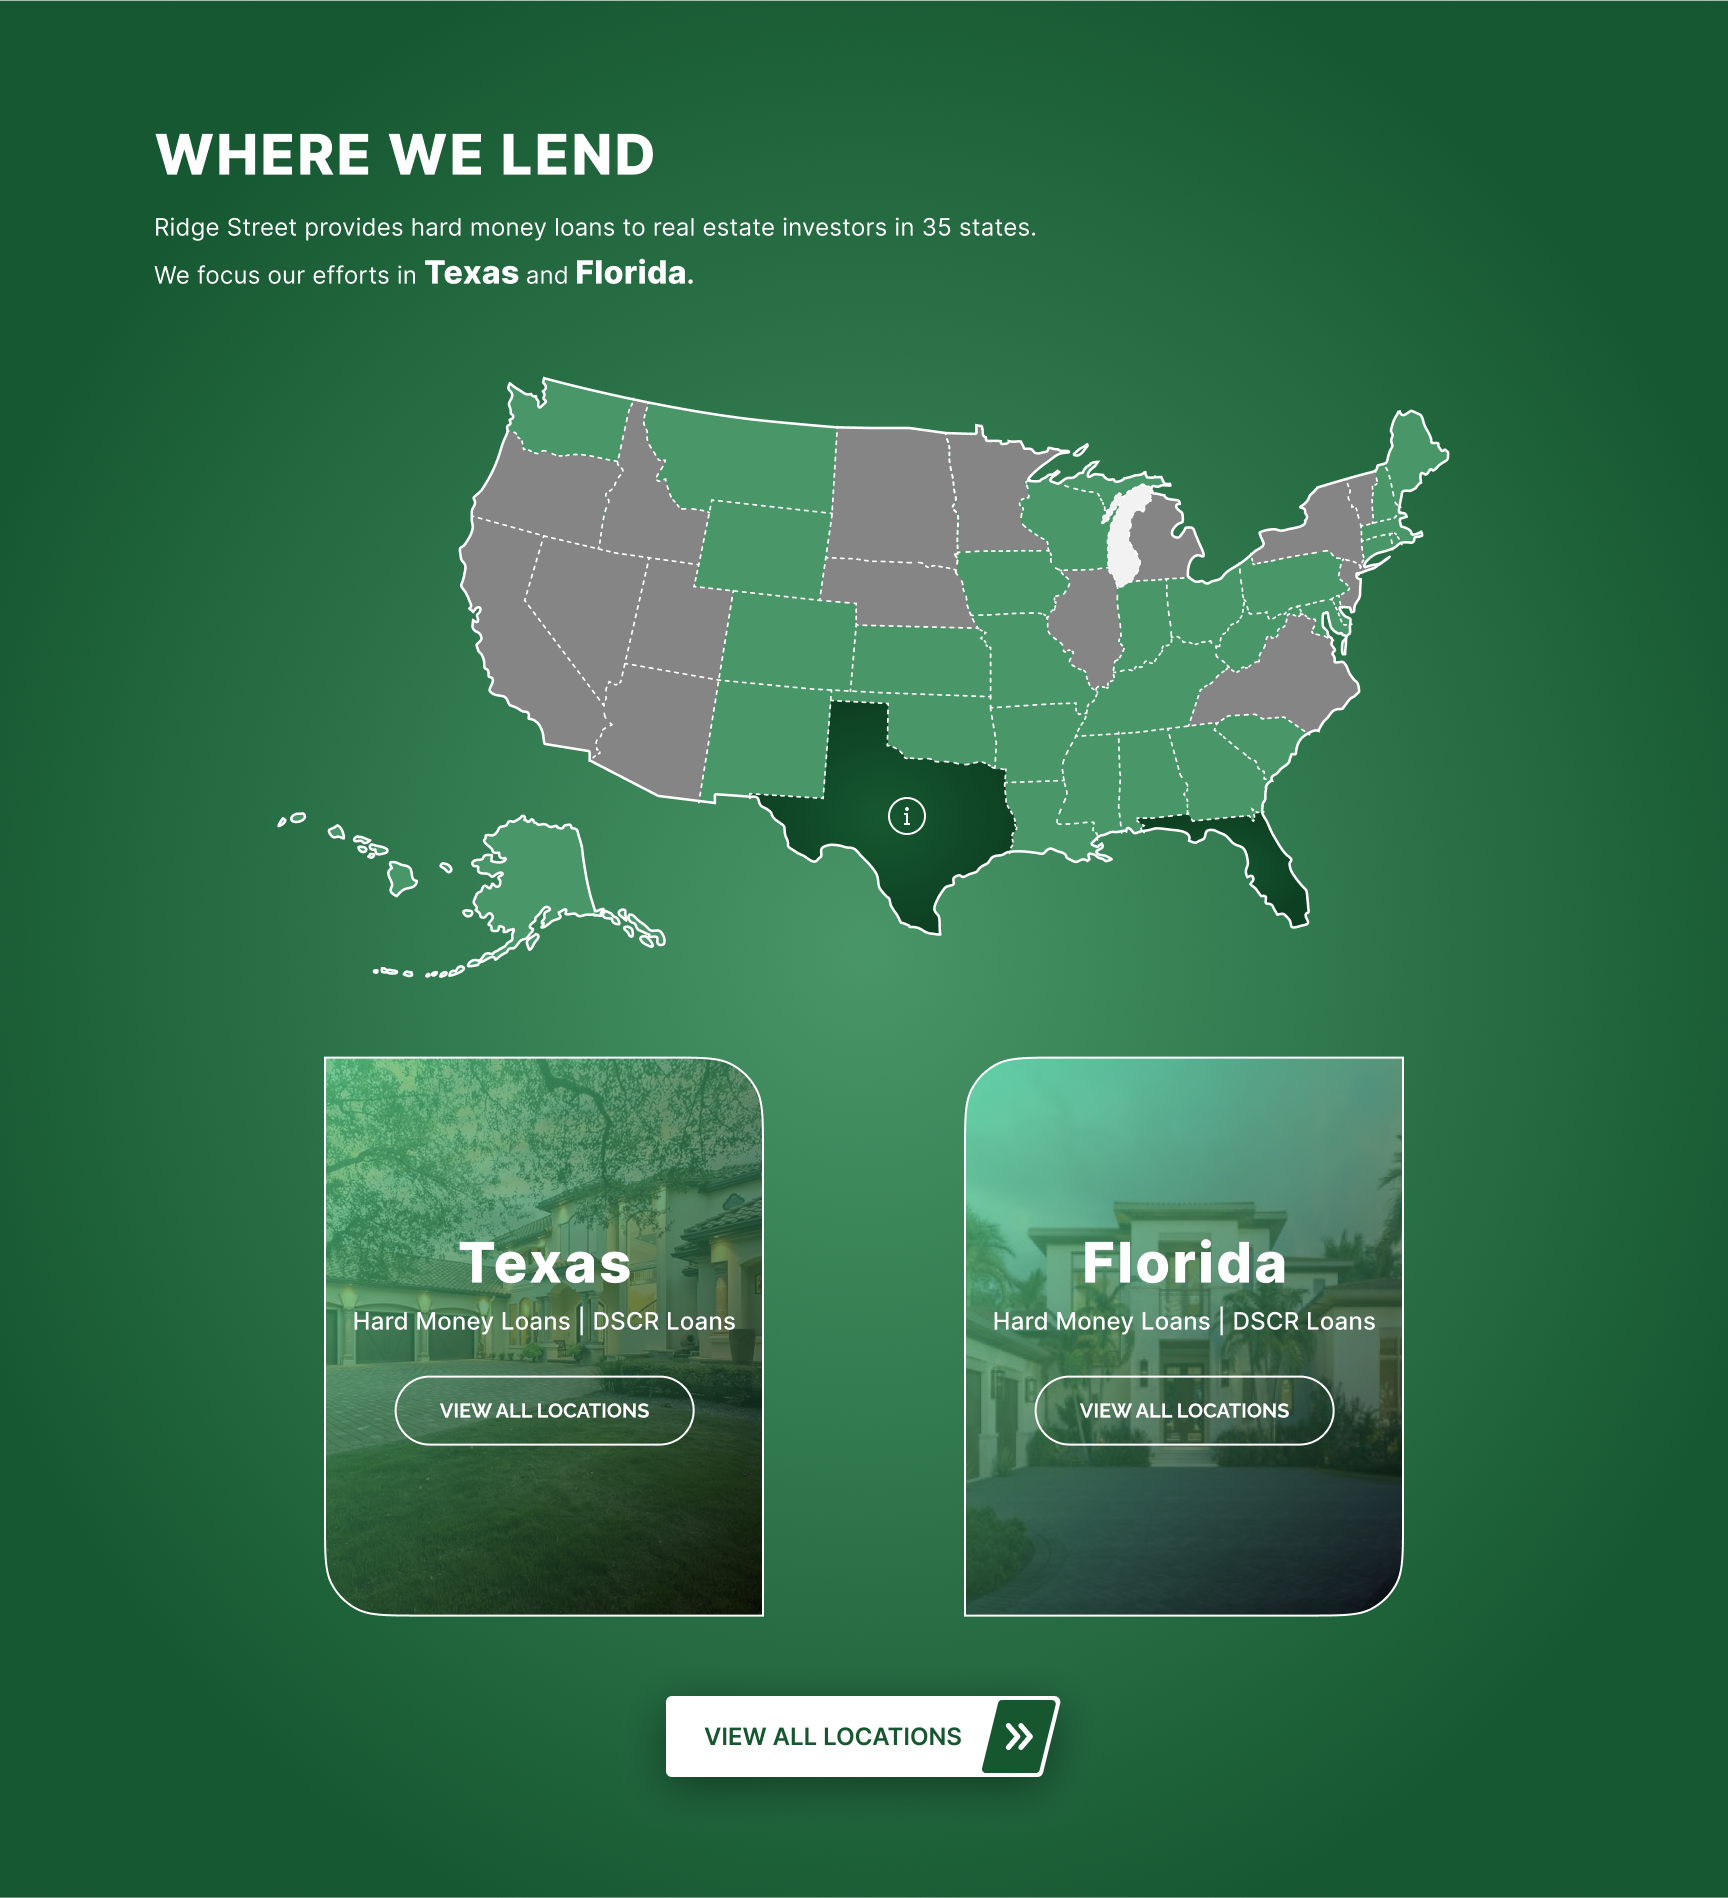 WHERE WE LEND
Ridge Street provides hard money loans to real estate investors in 35 states.
We focus our efforts in Texas and Florida.
i
Texas
Hard Money Loans | DSCR Loans
VIEW ALL LOCATIONS
Florida
Hard Money Loans | DSCR Loans
VIEW ALL LOCATIONS
VIEW ALL LOCATIONS